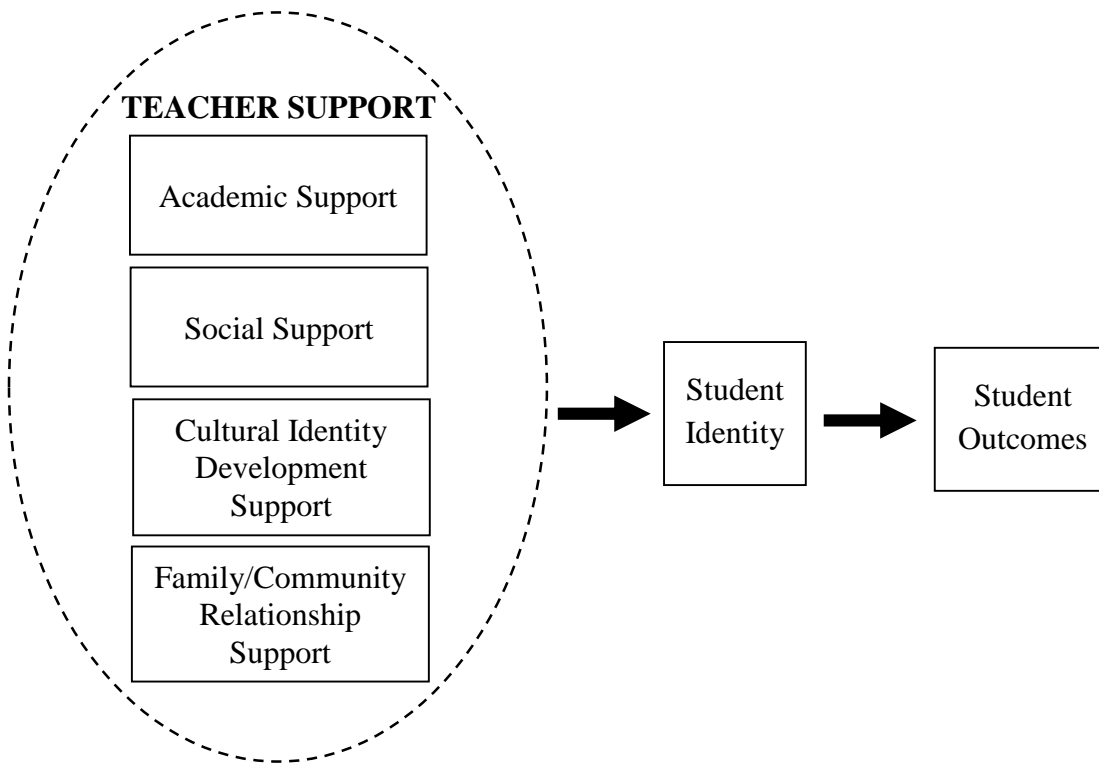 TEACHER SUPPORT
Academic Support
Social Support
Cultural Identity
Development
Support
Family/Community
Relationship
Support
Student
Identity
Student
Outcomes